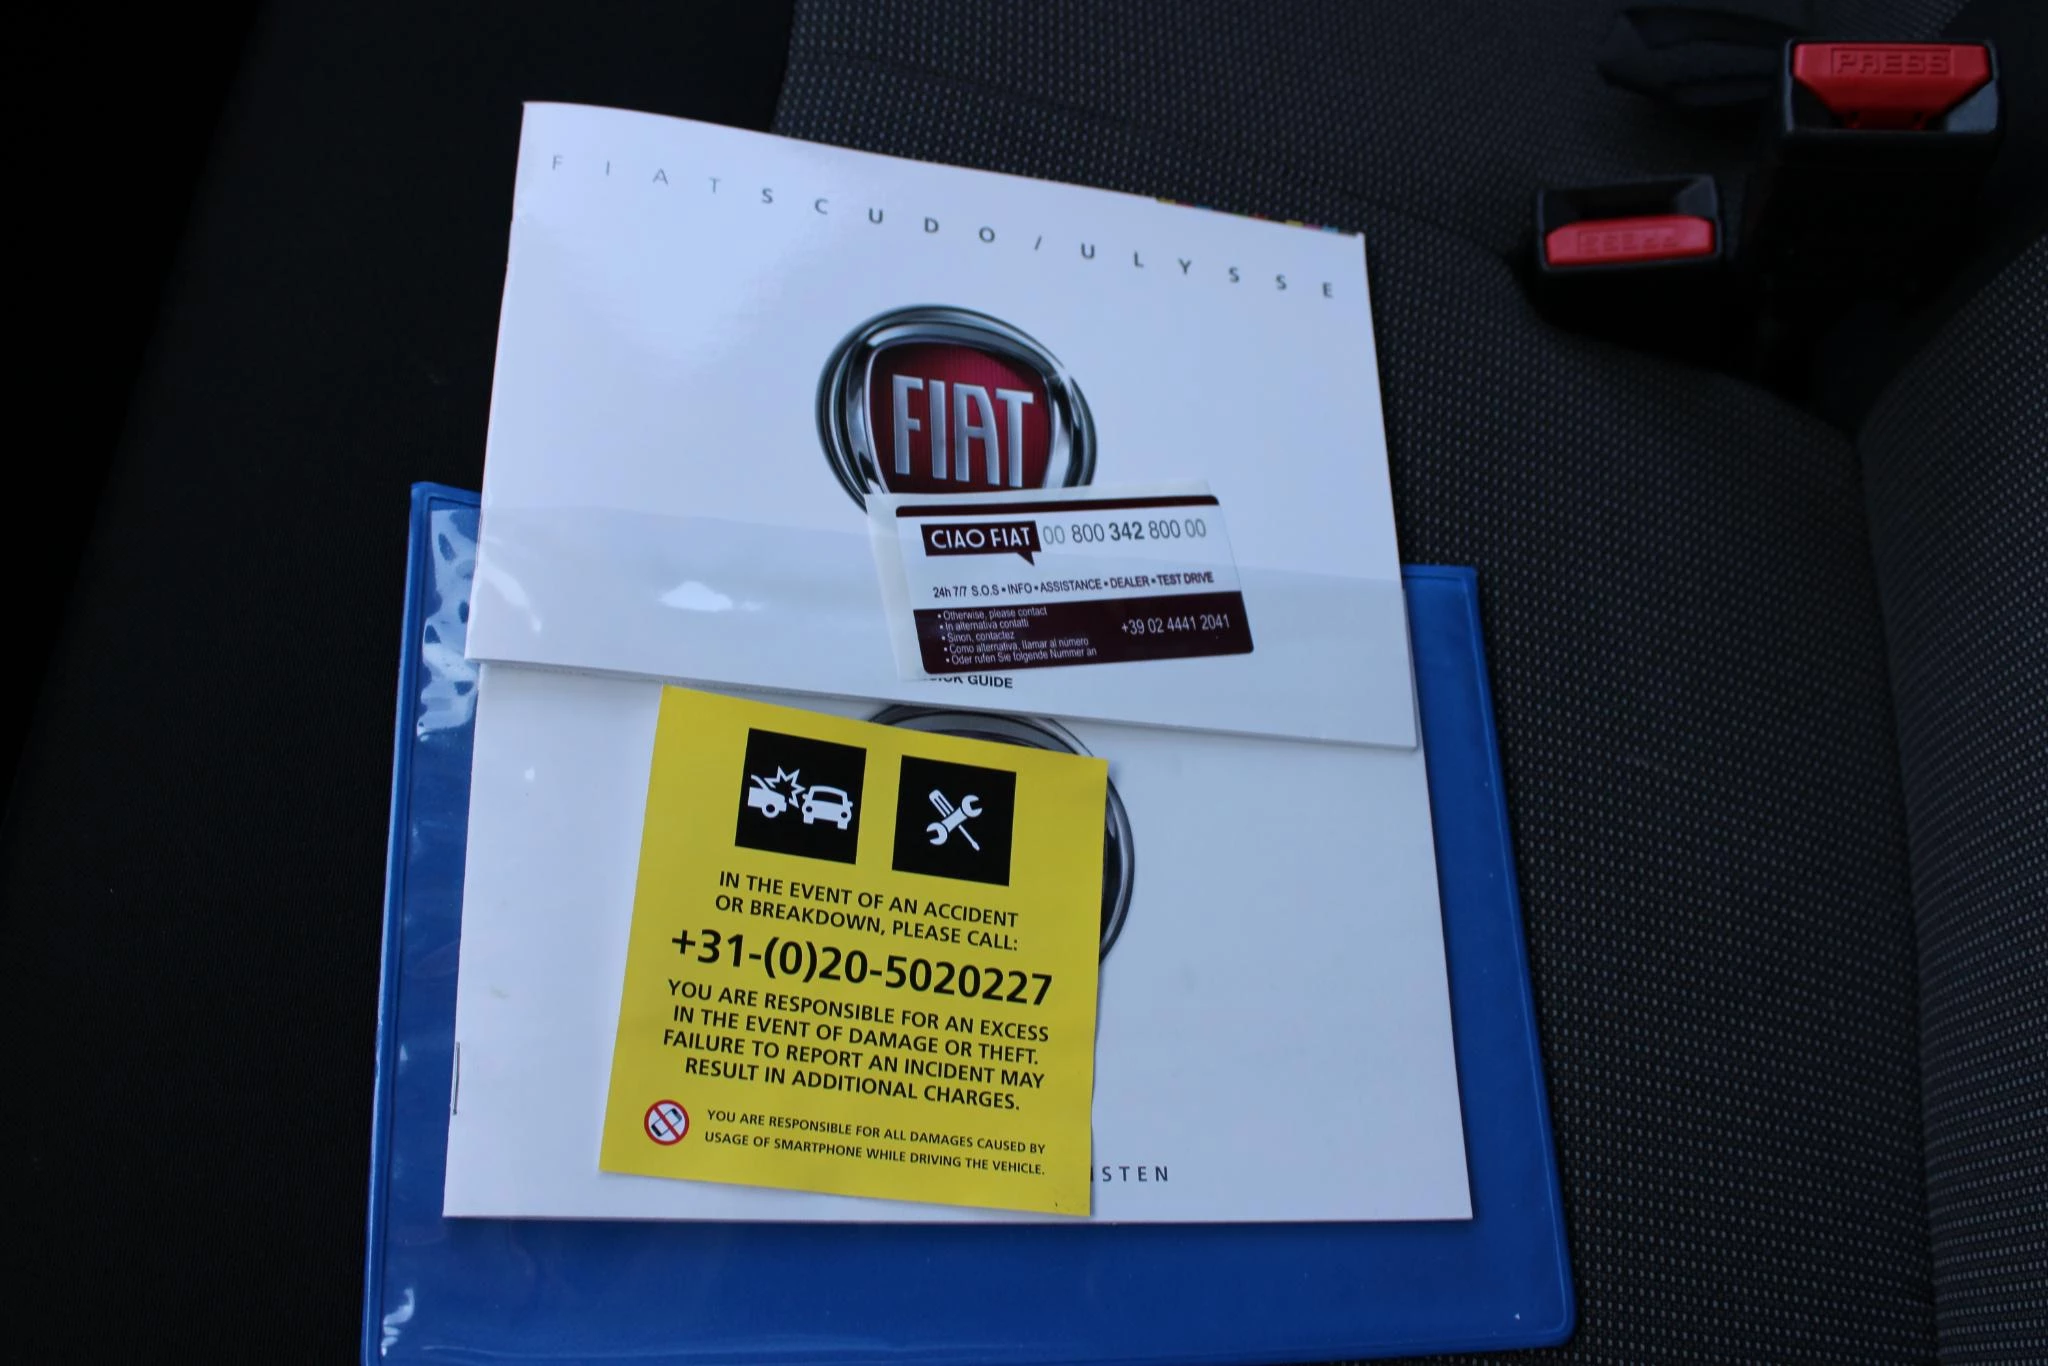 FIAT SCUDO/ULYSSE
FIAT
CIAO FIAT 00 800 342 800 00
24h 7/7 S.O.S • INFO • ASSISTANCE • DEALER • TEST DRIVE
• Otherwise, please contact
• In alternativa contatti
• Sinon, contactez
• Como alternativa, llamar al número
• Oder rufen Sie folgende Nummer an
+39 02 4441 2041
GUIDE
IN THE EVENT OF AN ACCIDENT
OR BREAKDOWN, PLEASE CALL:
+31-(0)20-5020227
YOU ARE RESPONSIBLE FOR AN EXCESS
IN THE EVENT OF DAMAGE OR THEFT.
FAILURE TO REPORT AN INCIDENT MAY
RESULT IN ADDITIONAL CHARGES.
YOU ARE RESPONSIBLE FOR ALL DAMAGES CAUSED BY
USAGE OF SMARTPHONE WHILE DRIVING THE VEHICLE.
PRESS
PRESS